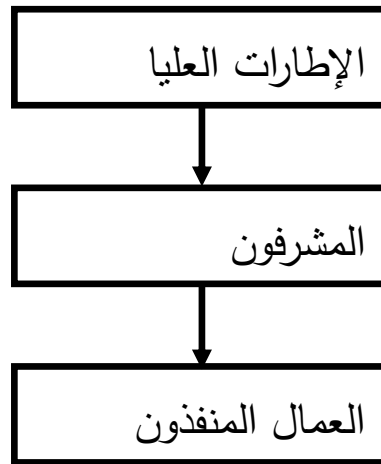 الإطارات العليا
المشرفون
العمال المنفذون